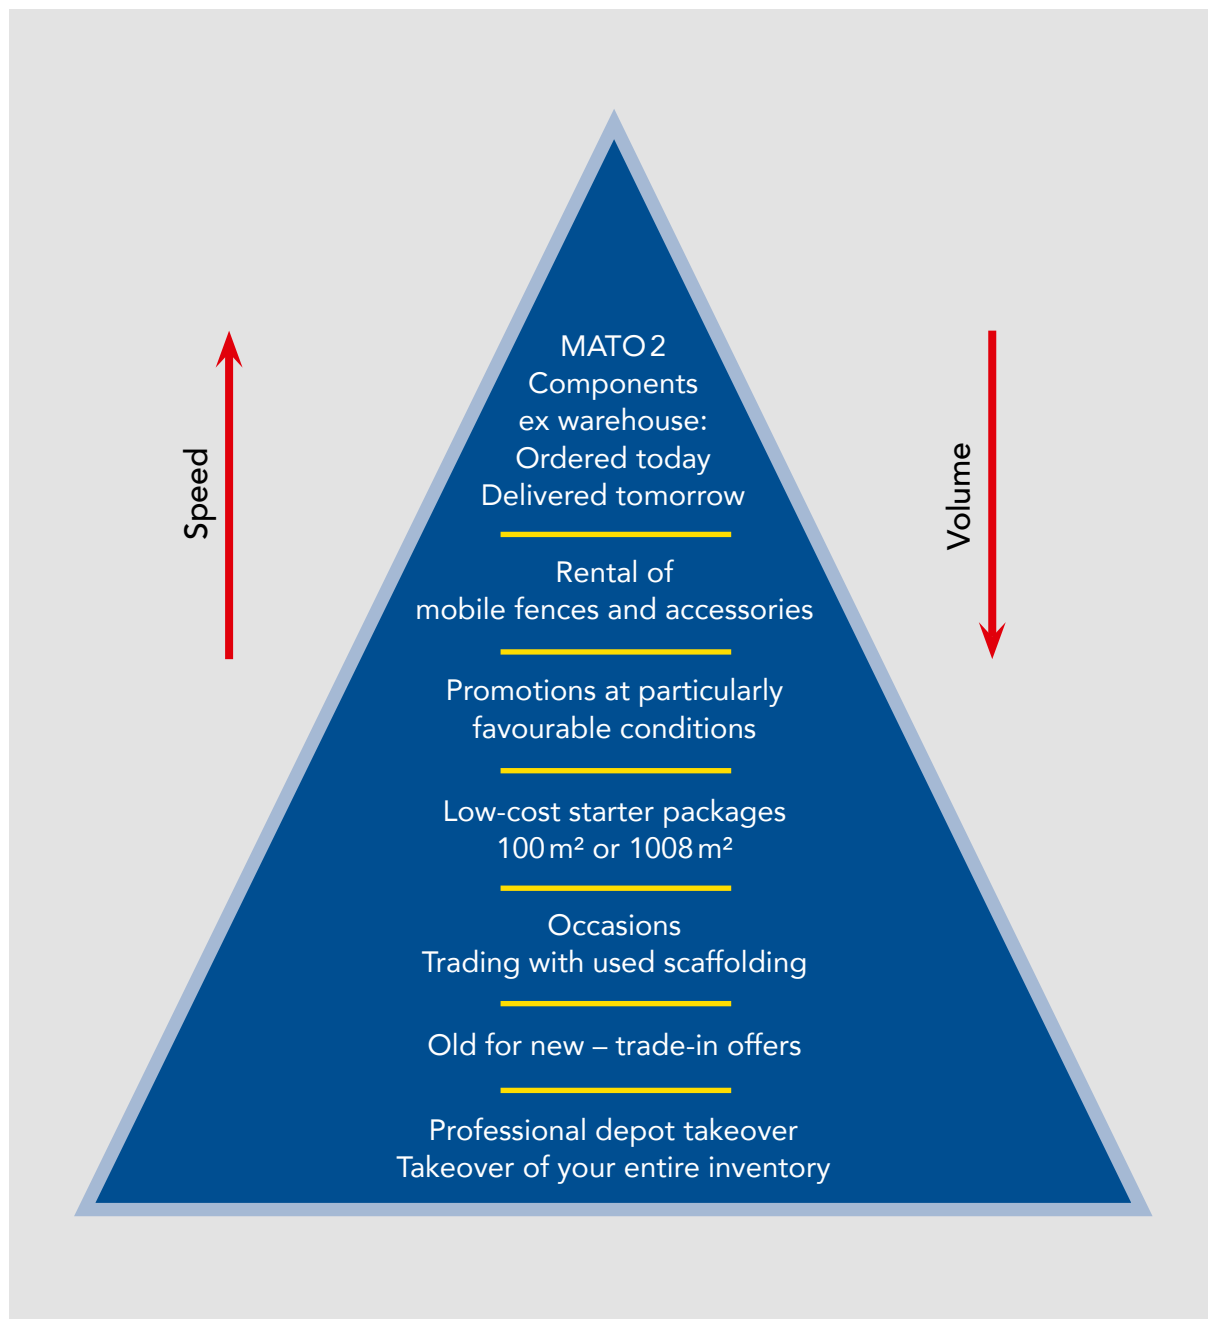 MATO 2
Components
ex warehouse:
Ordered today
Delivered tomorrow
Speed
Volume
Rental of
mobile fences and accessories
Promotions at particularly
favourable conditions
Low-cost starter packages
100 m² or 1008 m²
Occasions
Trading with used scaffolding
Old for new – trade-in offers
Professional depot takeover
Takeover of your entire inventory